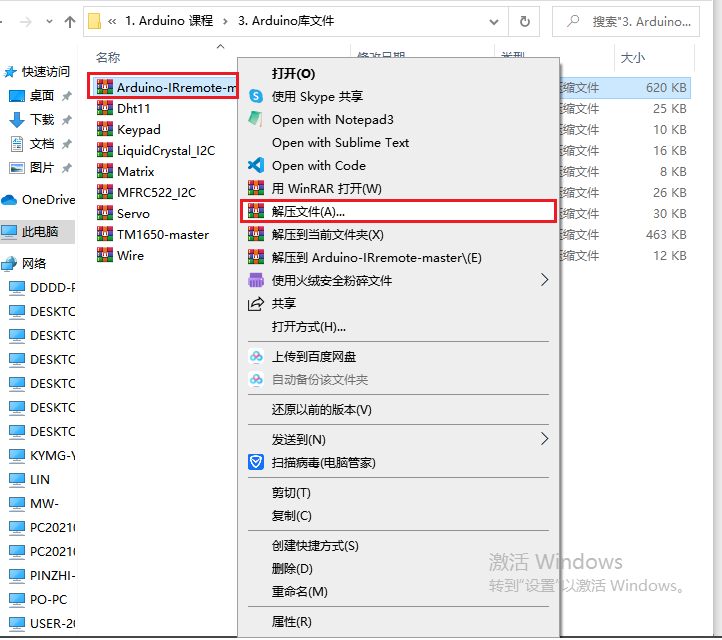 « 1. Arduino 课程 › 3. Arduino库文件
搜索"3. Arduino...
名称
修改日期
类型
大小
快速访问
桌面
下载
文档
图片
OneDrive
此电脑
网络
DDDD-F
DESKTC
DESKTC
DESKTC
DESKTC
DESKTC
DESKTC
KYMG-Y
LIN
MW-
PC20210
PC20210
PINZHI-
PO-PC
USER-20
Arduino-IRremote-m
Dht11
Keypad
LiquidCrystal_I2C
Matrix
MFRC522_I2C
Servo
TM1650-master
Wire
打开(O)
使用 Skype 共享
Open with Notepad3
Open with Sublime Text
Open with Code
用 WinRAR 打开(W)
解压文件(A)...
解压到当前文件夹(X)
解压到 Arduino-IRremote-master\(E)
使用火绒安全粉碎文件
共享
打开方式(H)...
上传到百度网盘
自动备份该文件夹
还原以前的版本(V)
发送到(N)
扫描病毒(电脑管家)
剪切(T)
复制(C)
创建快捷方式(S)
删除(D)
重命名(M)
属性(R)
缩文件 620 KB
缩文件 25 KB
缩文件 10 KB
缩文件 16 KB
缩文件 8 KB
缩文件 26 KB
缩文件 30 KB
缩文件 463 KB
缩文件 12 KB
激活 Windows
转到"设置"以激活 Windows。